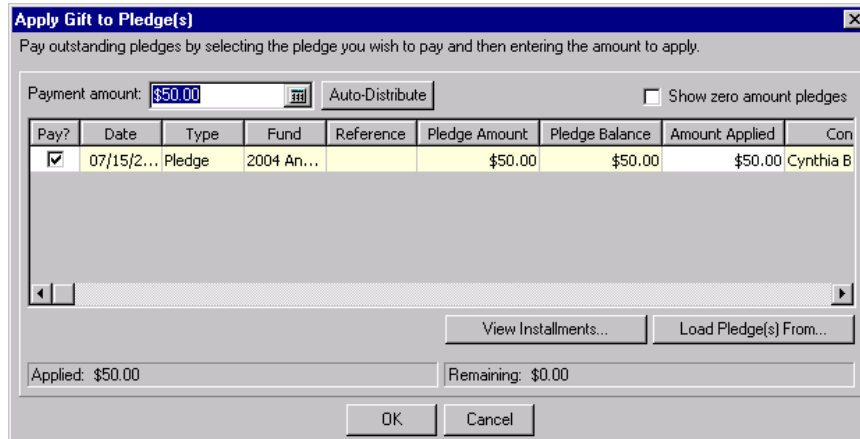 Apply Gift to Pledge(s)
Pay outstanding pledges by selecting the pledge you wish to pay and then entering the amount to apply.
Payment amount: $50.00 Auto-Distribute Show zero amount pledges
Pay? Date Type Fund Reference Pledge Amount Pledge Balance Amount Applied Con
07/15/2... Pledge 2004 An... $50.00 $50.00 $50.00 Cynthia B
View Installments... Load Pledge(s) From...
Applied: $50.00 Remaining: $0.00
OK Cancel